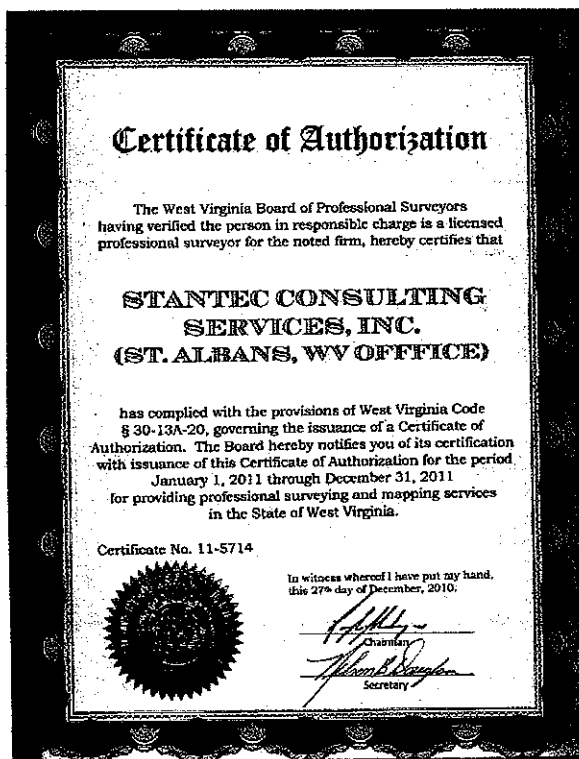 Certificate of Authorization
The West Virginia Board of Professional Surveyors
having verified the person in responsible charge is a licensed
professional surveyor for the noted firm, hereby certifies that
STANTEC CONSULTING
SERVICES, INC.
(ST. ALBANS, WV OFFFICE)
has complied with the provisions of West Virginia Code
§ 30-13A-20, governing the issuance of a Certificate of
Authorization. The Board hereby notifies you of its certification
with issuance of this Certificate of Authorization for the period
January 1, 2011 through December 31, 2011
for providing professional surveying and mapping services
in the State of West Virginia.
Certificate No. 11-5714
In witness whereof I have put my hand,
this 27th day of December, 2010.
Chairman
Secretary